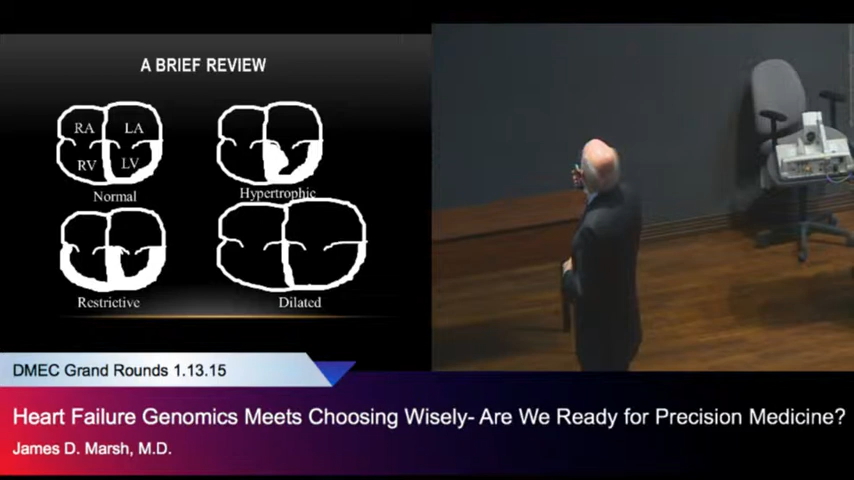 A BRIEF REVIEW
RA LA
RV LV
Normal
Hypertrophic
Restrictive
Dilated
DMEC Grand Rounds 1.13.15
Heart Failure Genomics Meets Choosing Wisely- Are We Ready for Precision Medicine?
James D. Marsh, M.D.